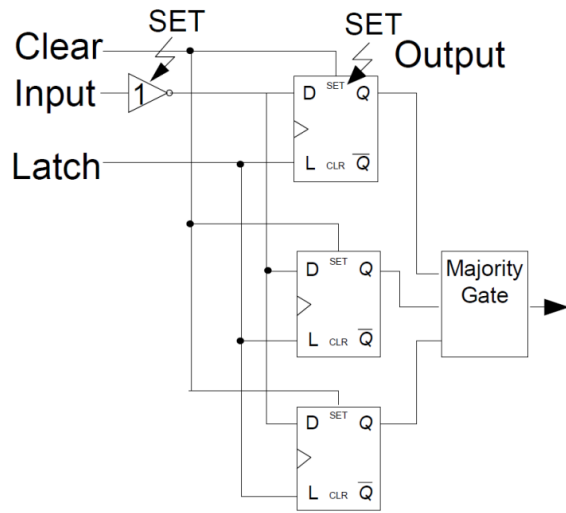 SET
Clear
SET
Output
Input
1
D SET Q
Latch
L CLR Q̅
D SET Q
Majority
Gate
L CLR Q̅
D SET Q
L CLR Q̅